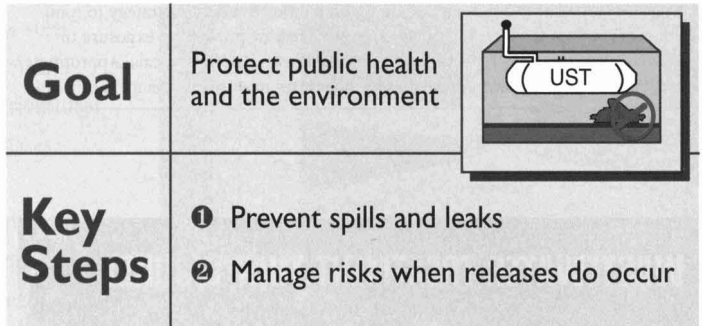 Goal
Protect public health
and the environment
UST
Key
Steps
❶ Prevent spills and leaks
❷ Manage risks when releases do occur